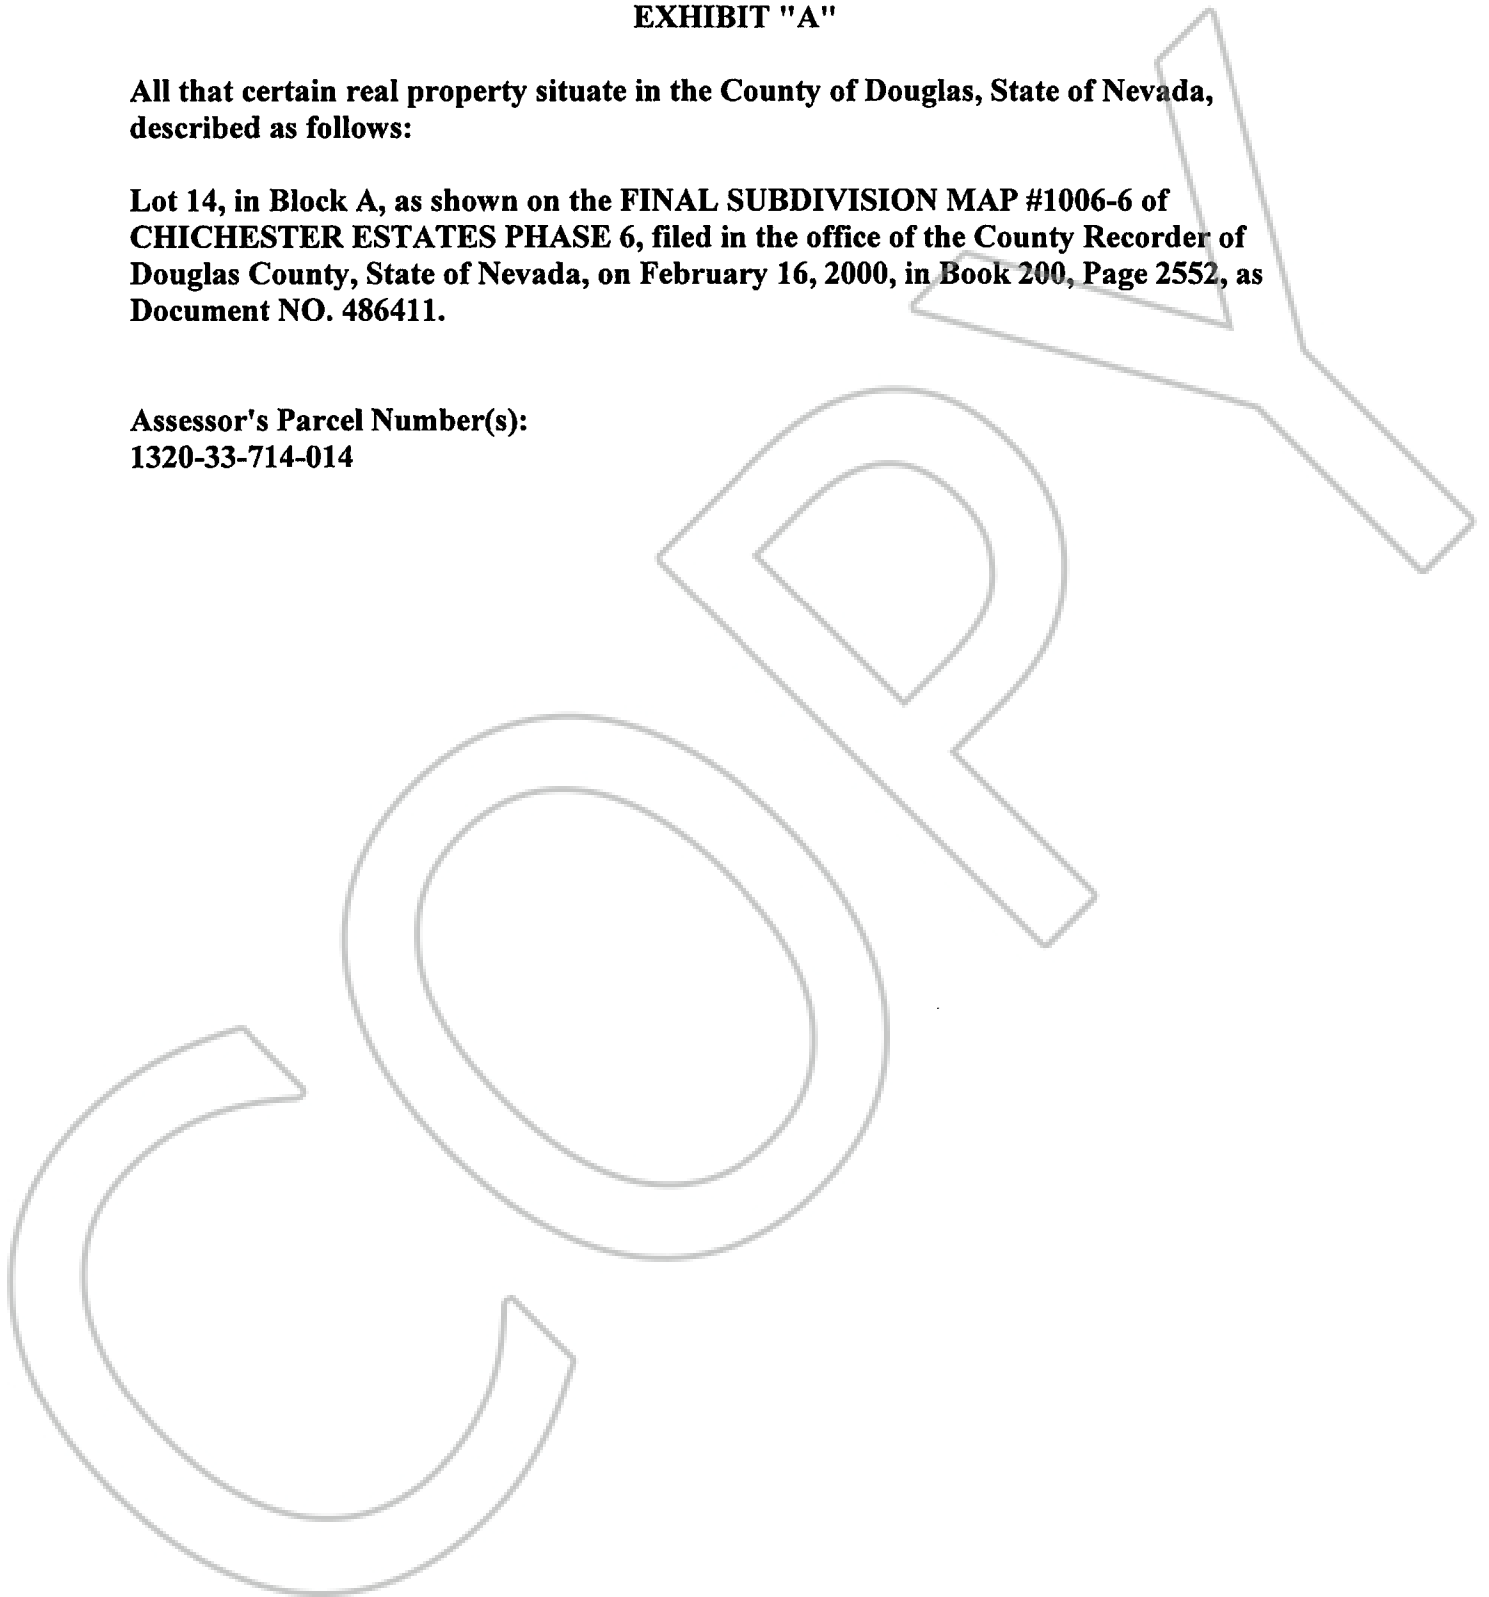 EXHIBIT "A"
All that certain real property situate in the County of Douglas, State of Nevada,
described as follows:
Lot 14, in Block A, as shown on the FINAL SUBDIVISION MAP #1006-6 of
CHICHESTER ESTATES PHASE 6, filed in the office of the County Recorder of
Douglas County, State of Nevada, on February 16, 2000, in Book 200, Page 2552, as
Document NO. 486411.
Assessor's Parcel Number(s):
1320-33-714-014
COPY